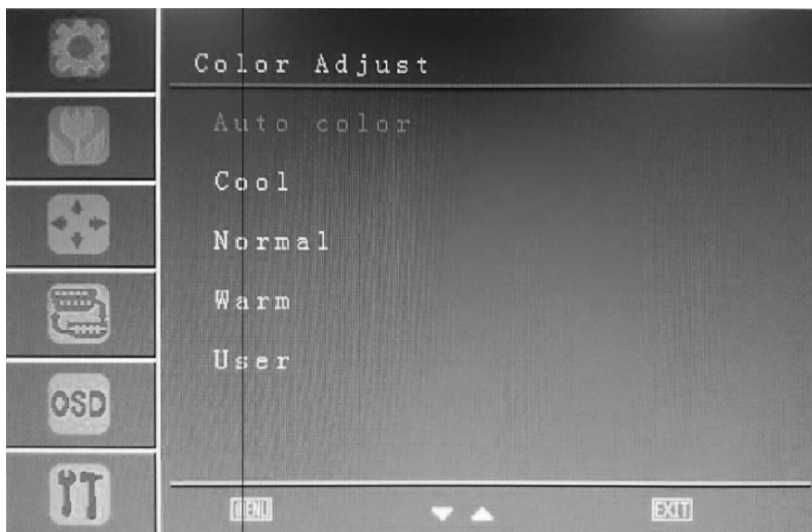 Color Adjust
Auto color
Cool
Normal
Warm
User
OSD
MENU
EXIT